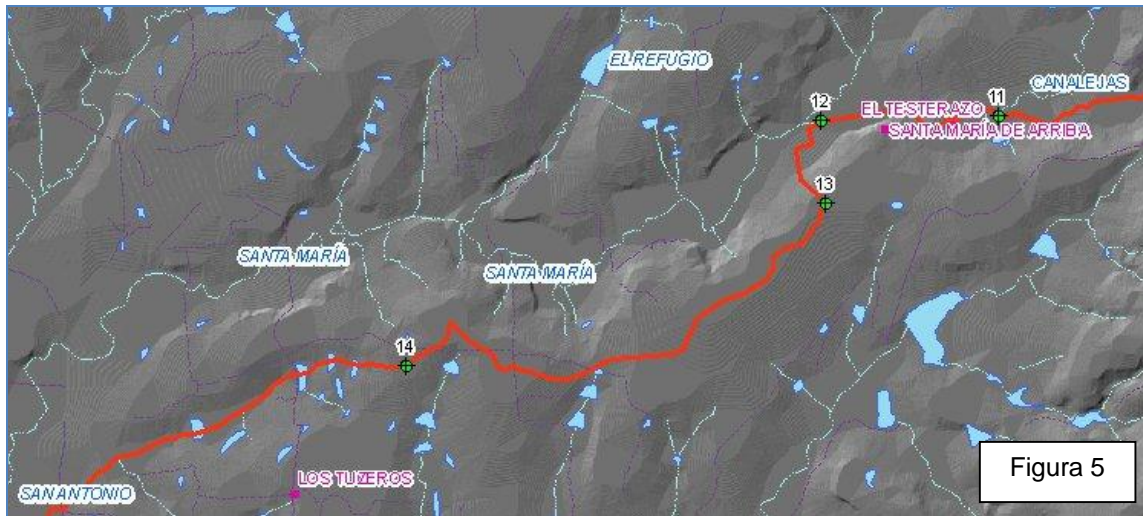 EL REFUGIO
CANALEJAS
11
12
EL TESTERAZO
SANTA MARÍA DE ARRIBA
13
SANTA MARÍA
SANTA MARÍA
14
LOS TUZEROS
SAN ANTONIO
Figura 5